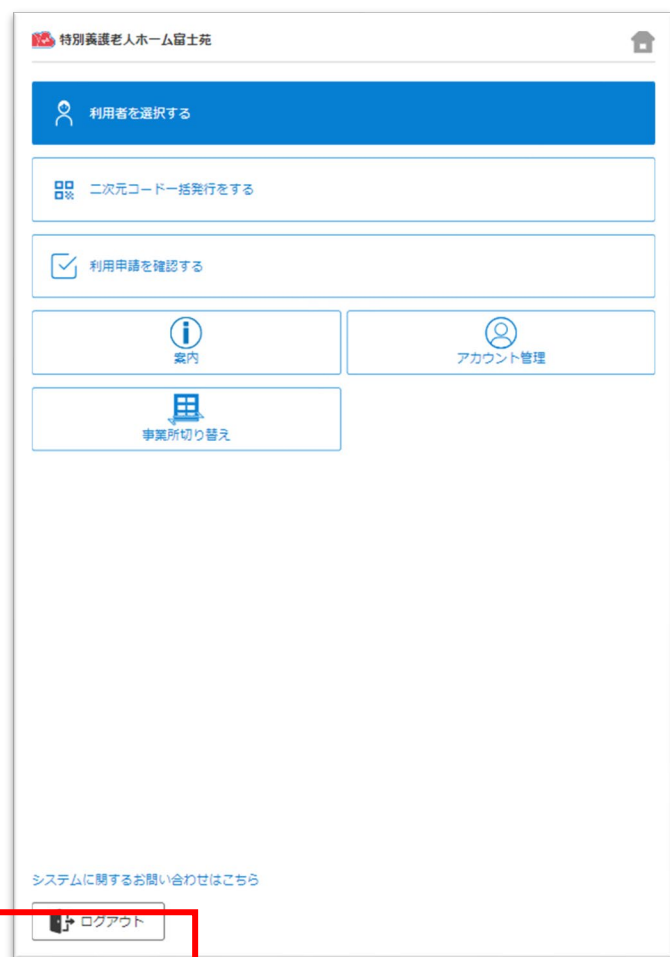 特別養護老人ホーム富士苑
利用者を選択する
二次元コード一括発行をする
利用申請を確認する
案内
アカウント管理
事業所切り替え
システムに関するお問い合わせはこちら
ログアウト